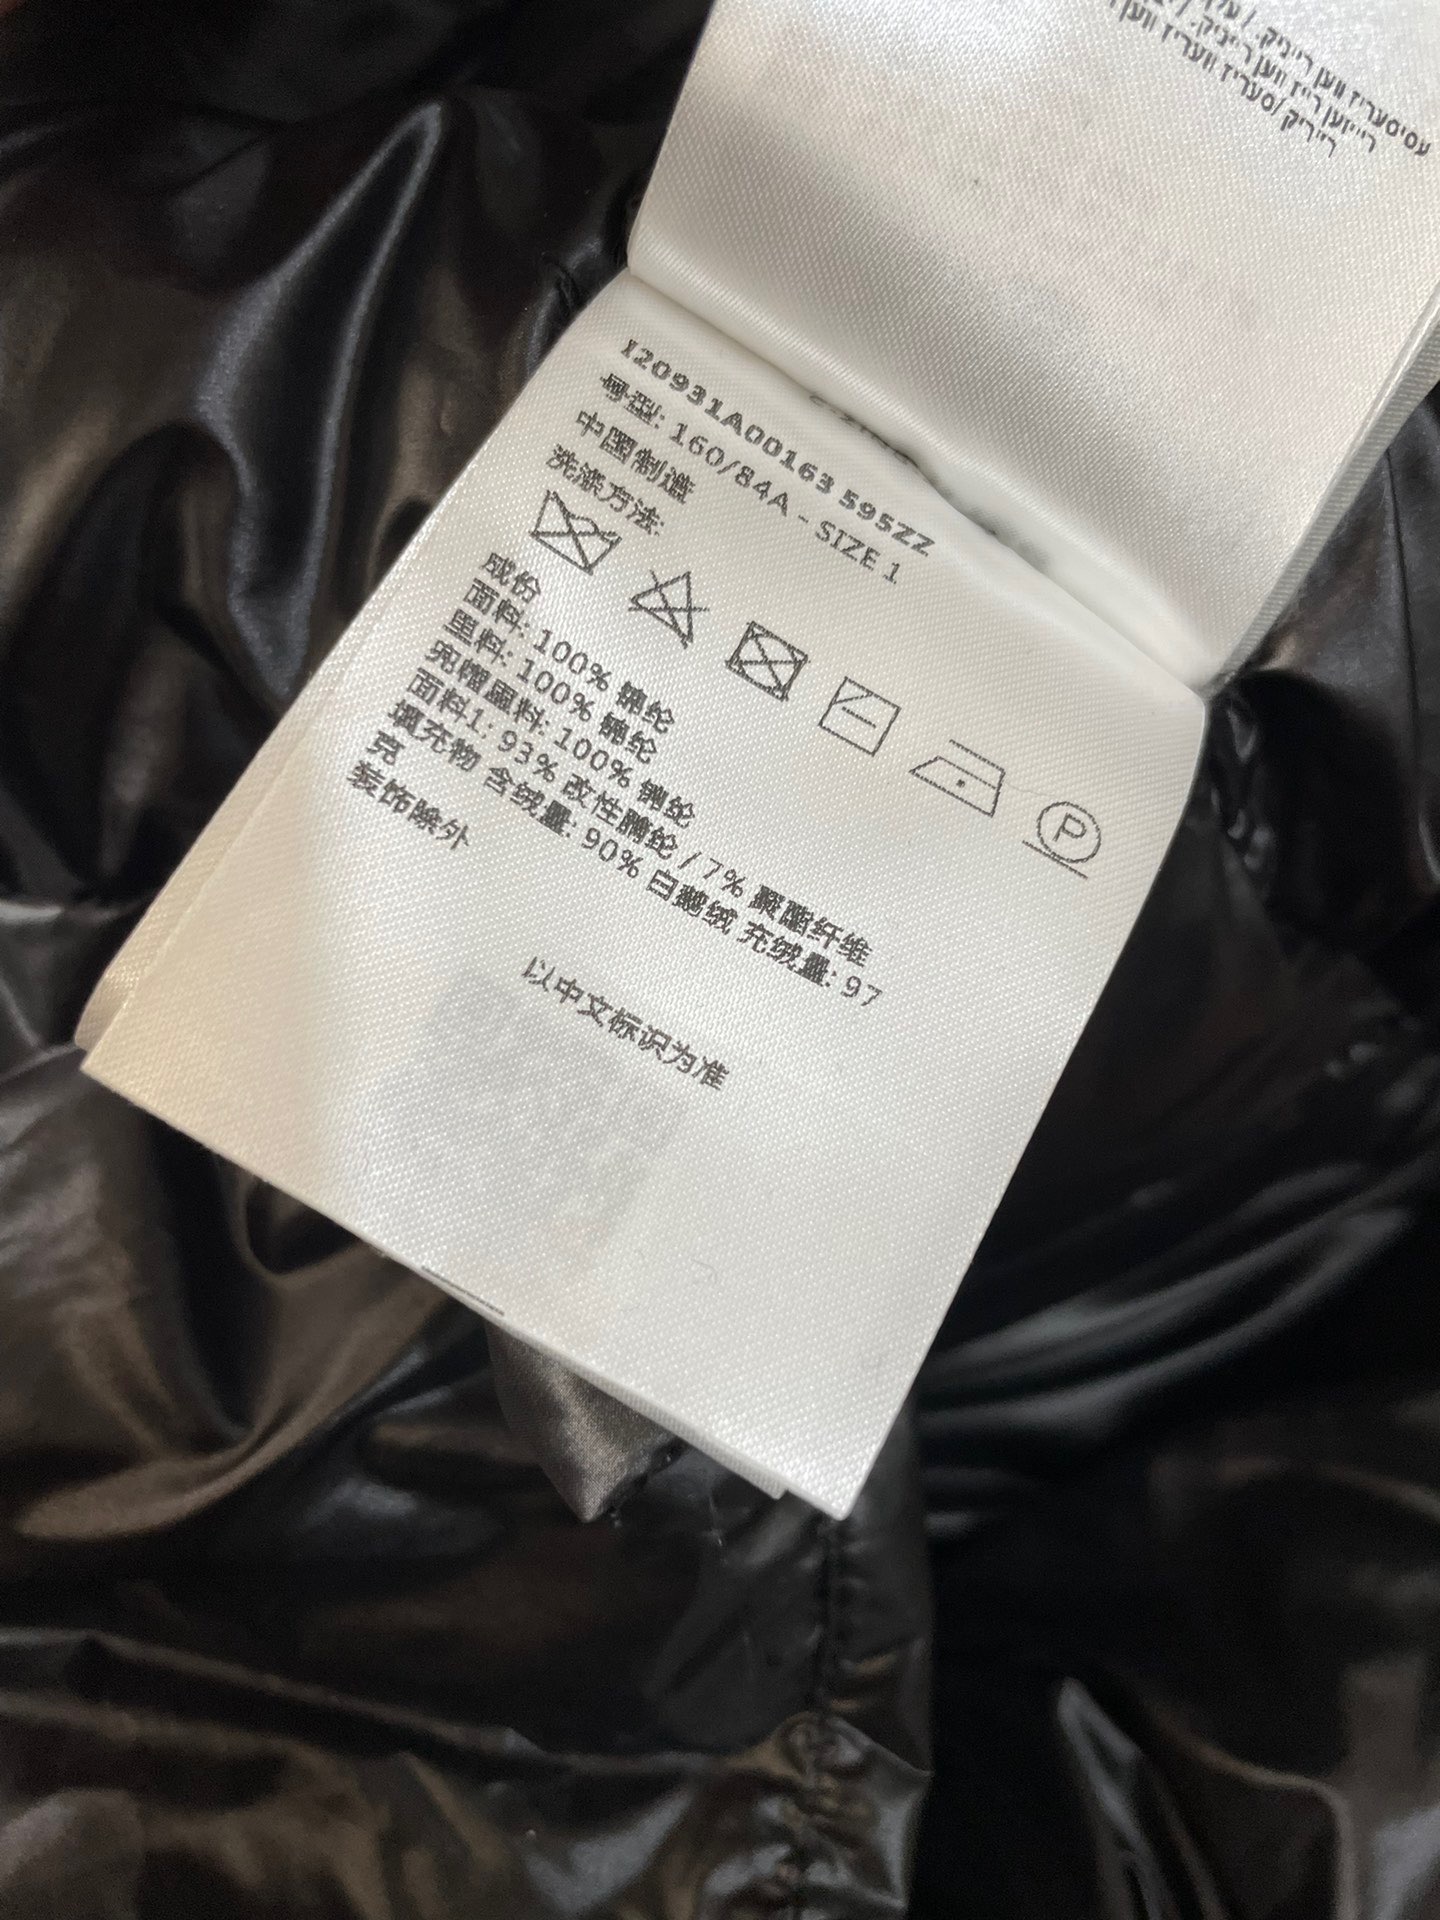 I20931A00163 595ZZ
号型: 160/84A - SIZE 1
中国制造
洗涤方法:
P
成份
面料: 100% 锦纶
里料: 100% 锦纶
兜帽里料: 100% 锦纶
面料1: 93% 改性腈纶 / 7% 聚酯纤维
填充物 含绒量: 90% 白鹅绒 充绒量: 97
克
装饰除外
以中文标识为准